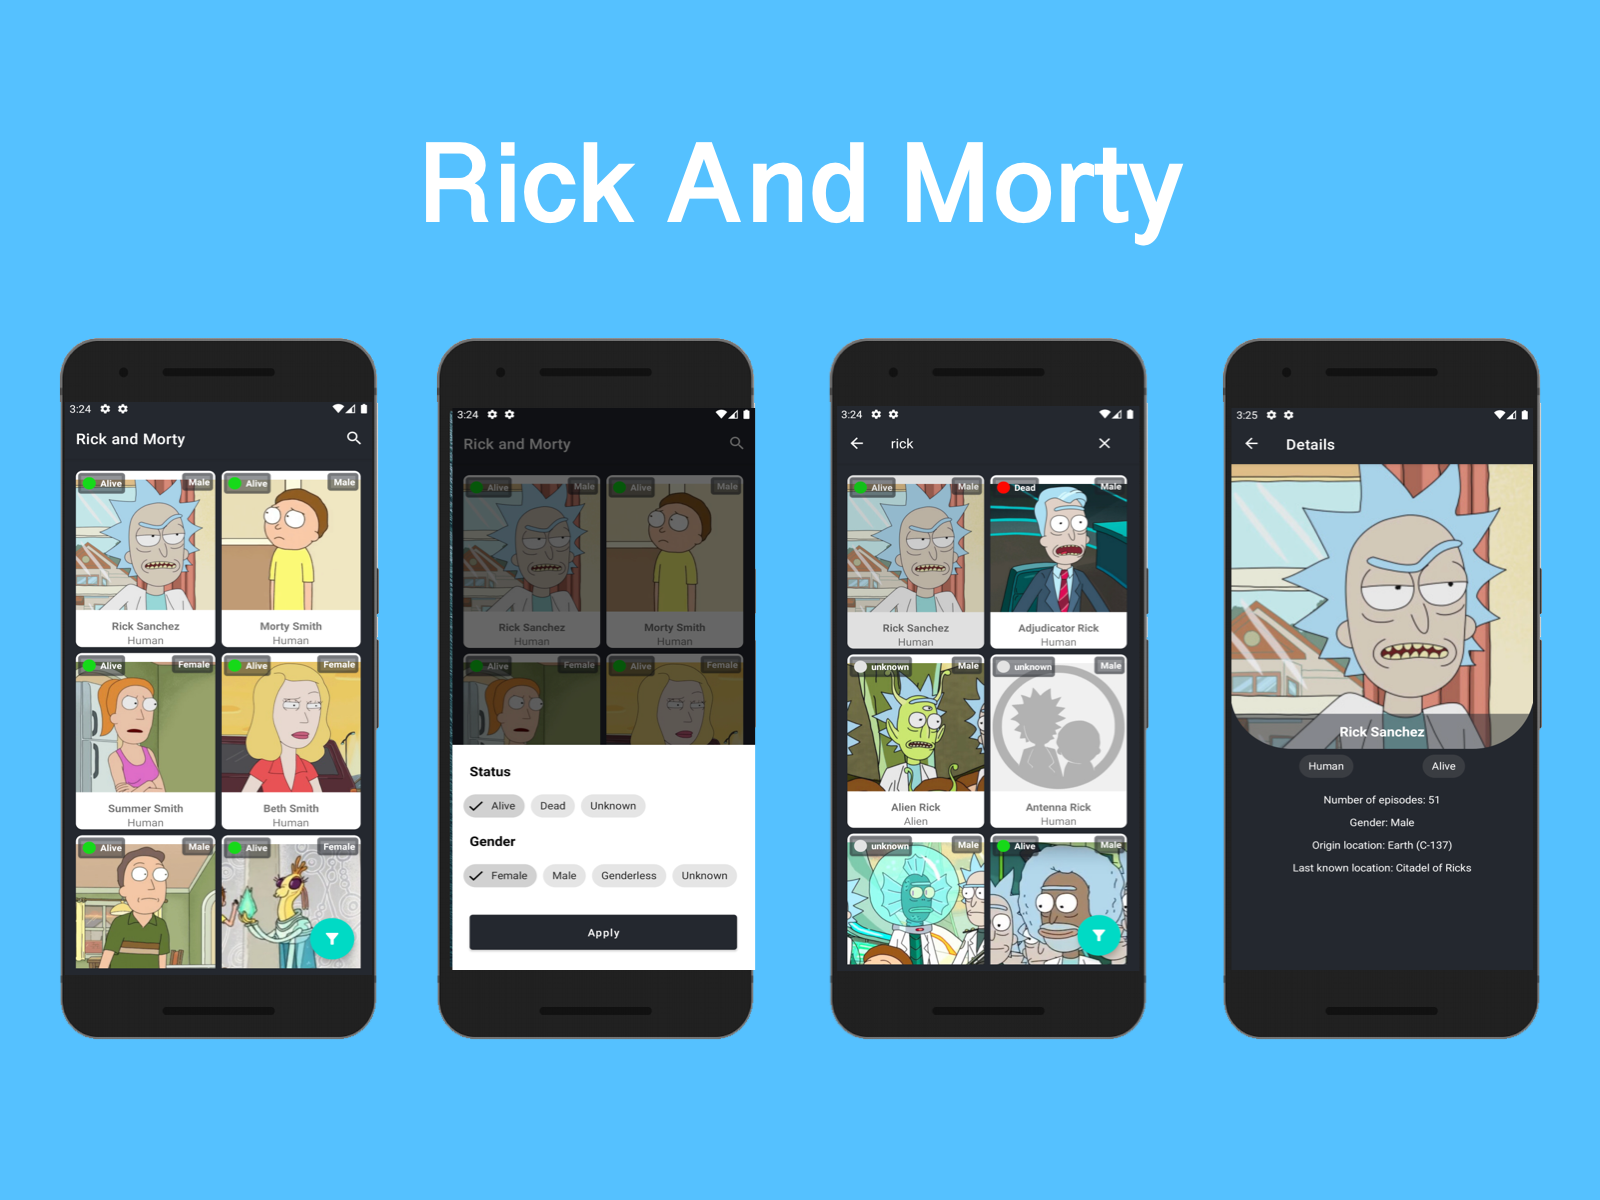 Rick And Morty
3:24
Rick and Morty
Alive Male
Alive Male
Rick Sanchez
Human
Morty Smith
Human
Alive Female
Alive Female
Summer Smith
Human
Beth Smith
Human
Alive Male
Alive Female
3:24
Rick and Morty
Alive Male
Alive Male
Rick Sanchez
Human
Morty Smith
Human
Alive Female
Alive Female
Status
Alive Dead Unknown
Gender
Female Male Genderless Unknown
Apply
3:24
rick
Alive Male
Dead Male
Rick Sanchez
Human
Adjudicator Rick
Human
unknown Male
unknown Male
Alien Rick
Alien
Antenna Rick
Human
unknown Male
Alive Male
3:25
Details
Rick Sanchez
Human Alive
Number of episodes: 51
Gender: Male
Origin location: Earth (C-137)
Last known location: Citadel of Ricks